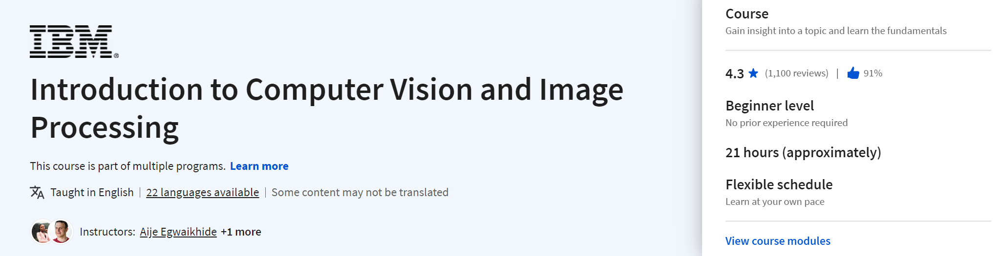 IBM®
Introduction to Computer Vision and Image
Processing
This course is part of multiple programs. Learn more
Taught in English | 22 languages available | Some content may not be translated
Instructors: Aije Egwaikhide +1 more
Course
Gain insight into a topic and learn the fundamentals
4.3 ★ (1,100 reviews) | 91%
Beginner level
No prior experience required
21 hours (approximately)
Flexible schedule
Learn at your own pace
View course modules